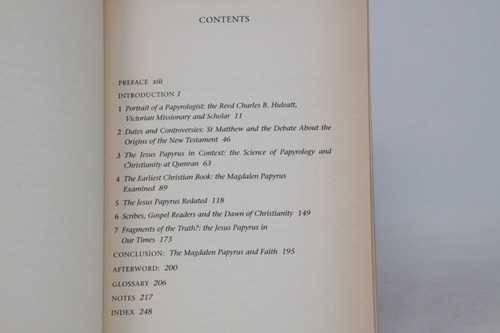 CONTENTS
PREFACE xiii
INTRODUCTION 1
1 Portrait of a Papyrologist: the Revd Charles B. Huleatt,
Victorian Missionary and Scholar 11
2 Dates and Controversies: St Matthew and the Debate About the
Origins of the New Testament 46
3 The Jesus Papyrus in Context: the Science of Papyrology and
Christianity at Qumran 63
4 The Earliest Christian Book: the Magdalen Papyrus
Examined 89
5 The Jesus Papyrus Redated 118
6 Scribes, Gospel Readers and the Dawn of Christianity 149
7 Fragments of the Truth?: the Jesus Papyrus in
Our Times 173
CONCLUSION: The Magdalen Papyrus and Faith 195
AFTERWORD: 200
GLOSSARY 206
NOTES 217
INDEX 248